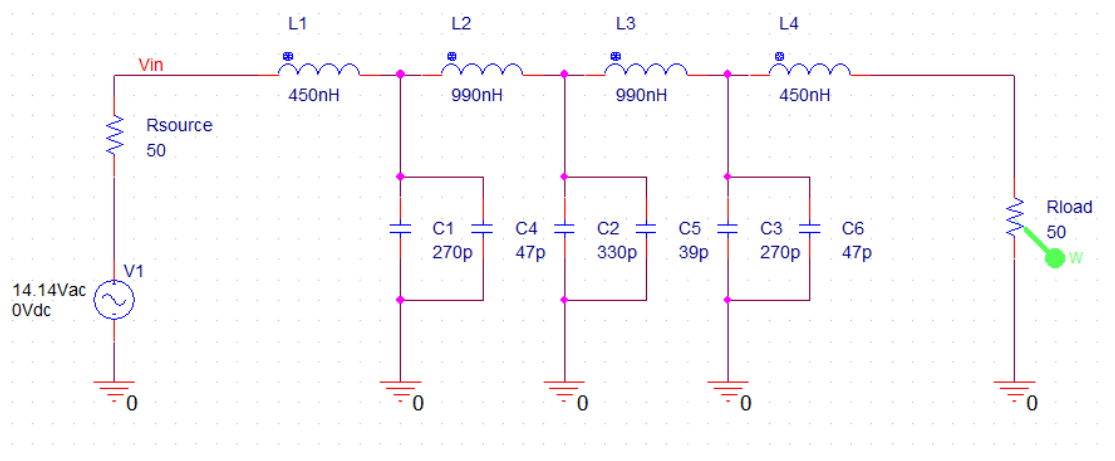 L1
L2
L3
L4
Vin
450nH
990nH
990nH
450nH
Rsource
50
C1
270p
C4
47p
C2
330p
C5
39p
C3
270p
C6
47p
Rload
50
W
V1
14.14Vac
0Vdc
0
0
0
0
0